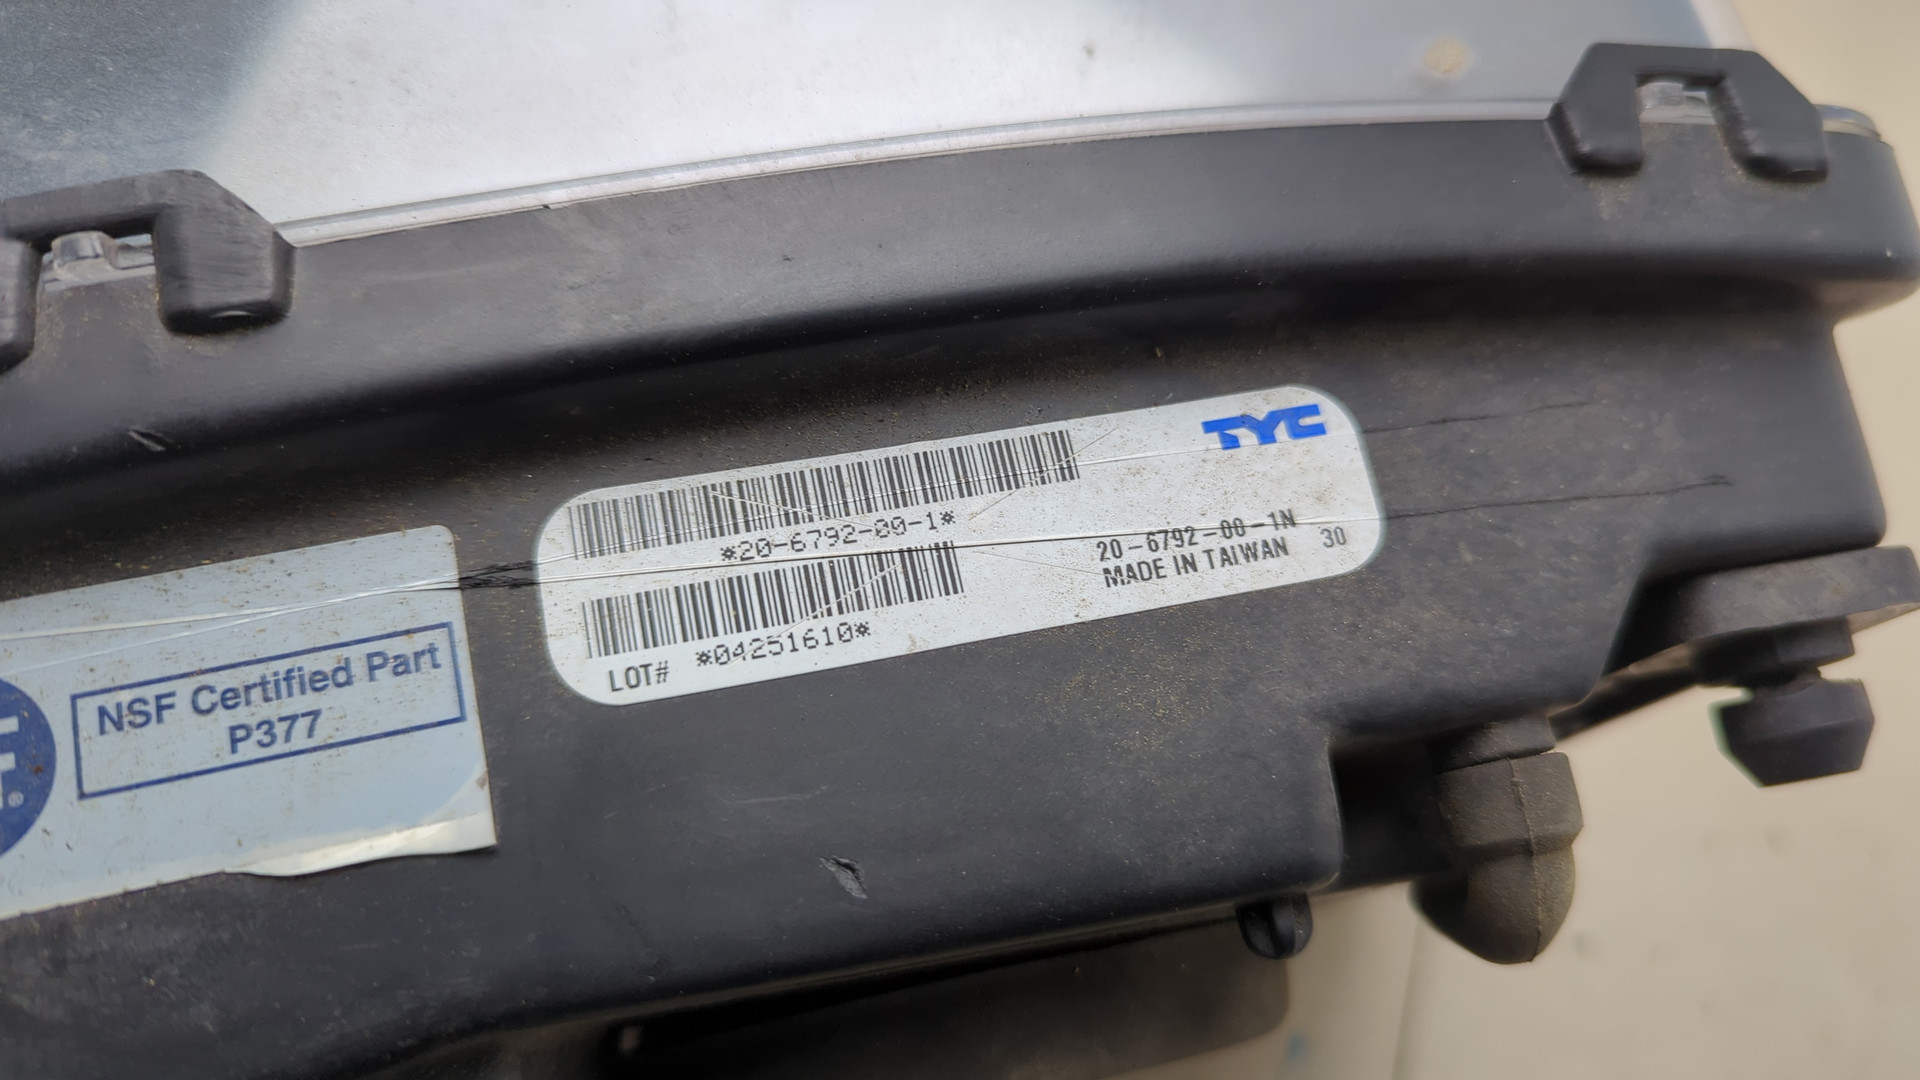 TYC
*20-6792-00-1*
20-6792-00-1N
MADE IN TAIWAN
30
LOT# *04251610*
NSF Certified Part
P377
®